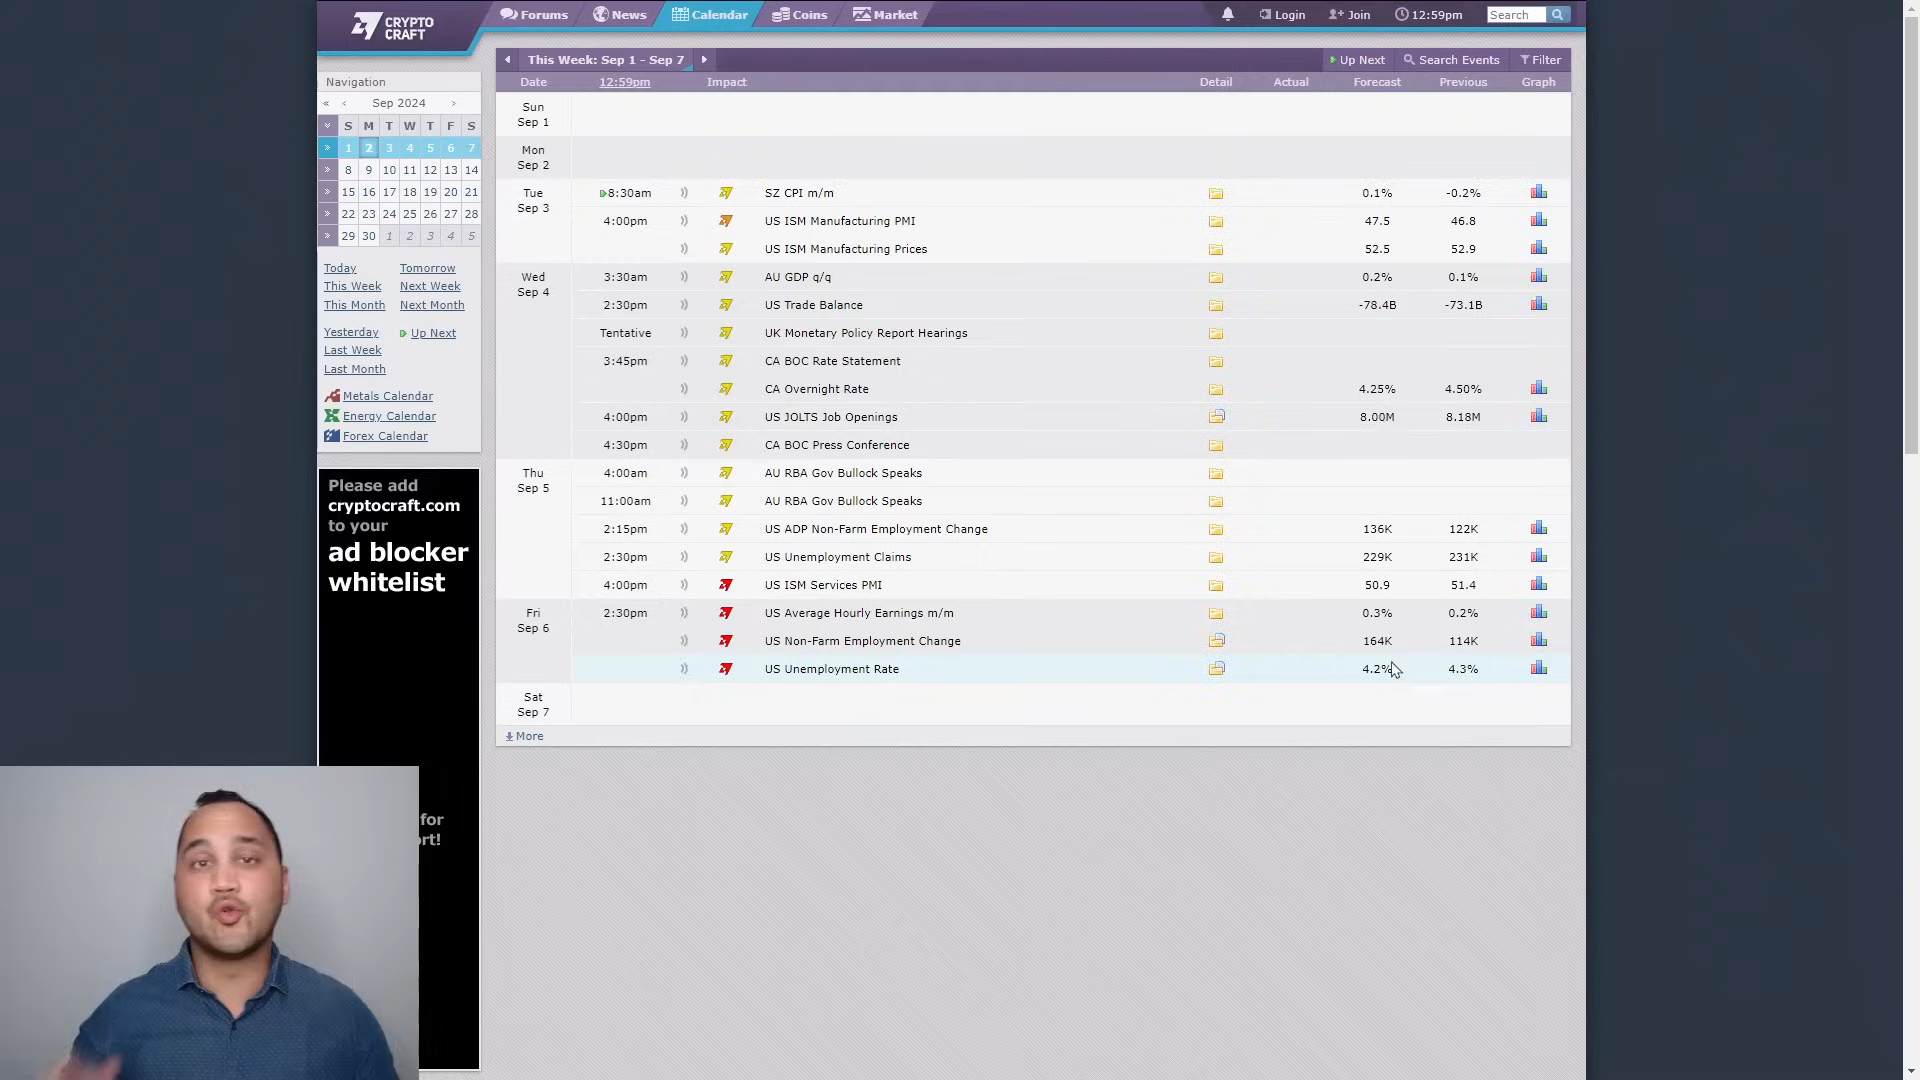 CRYPTO
CRAFT
Forums
News
Calendar
Coins
Market
Login
Join
12:59pm
Search
Navigation
« ‹ Sep 2024 ›
S M T W T F S
1 2 3 4 5 6 7
8 9 10 11 12 13 14
15 16 17 18 19 20 21
22 23 24 25 26 27 28
29 30 1 2 3 4 5
Today Tomorrow
This Week Next Week
This Month Next Month
Yesterday Up Next
Last Week
Last Month
Metals Calendar
Energy Calendar
Forex Calendar
Please add
cryptocraft.com
to your
ad blocker
whitelist
for
rt!
This Week: Sep 1 - Sep 7
Up Next
Search Events
Filter
Date 12:59pm Impact Detail Actual Forecast Previous Graph
Sun
Sep 1
Mon
Sep 2
Tue
Sep 3
8:30am SZ CPI m/m 0.1% -0.2%
4:00pm US ISM Manufacturing PMI 47.5 46.8
US ISM Manufacturing Prices 52.5 52.9
Wed
Sep 4
3:30am AU GDP q/q 0.2% 0.1%
2:30pm US Trade Balance -78.4B -73.1B
Tentative UK Monetary Policy Report Hearings
3:45pm CA BOC Rate Statement
CA Overnight Rate 4.25% 4.50%
4:00pm US JOLTS Job Openings 8.00M 8.18M
4:30pm CA BOC Press Conference
Thu
Sep 5
4:00am AU RBA Gov Bullock Speaks
11:00am AU RBA Gov Bullock Speaks
2:15pm US ADP Non-Farm Employment Change 136K 122K
2:30pm US Unemployment Claims 229K 231K
4:00pm US ISM Services PMI 50.9 51.4
Fri
Sep 6
2:30pm US Average Hourly Earnings m/m 0.3% 0.2%
US Non-Farm Employment Change 164K 114K
US Unemployment Rate 4.2% 4.3%
Sat
Sep 7
More